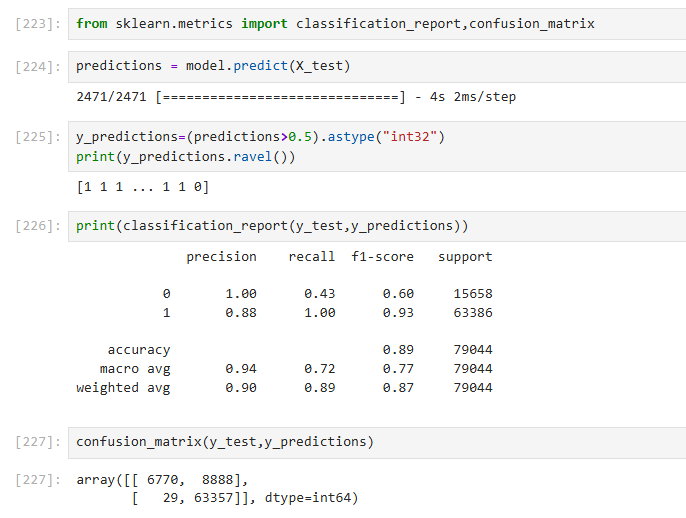 [223]: from sklearn.metrics import classification_report,confusion_matrix
[224]: predictions = model.predict(X_test)
2471/2471 [==============================] - 4s 2ms/step
[225]: y_predictions=(predictions>0.5).astype("int32")
print(y_predictions.ravel())
[1 1 1 ... 1 1 0]
[226]: print(classification_report(y_test,y_predictions))
precision recall f1-score support
0 1.00 0.43 0.60 15658
1 0.88 1.00 0.93 63386
accuracy 0.89 79044
macro avg 0.94 0.72 0.77 79044
weighted avg 0.90 0.89 0.87 79044
[227]: confusion_matrix(y_test,y_predictions)
[227]: array([[ 6770, 8888],
[ 29, 63357]], dtype=int64)